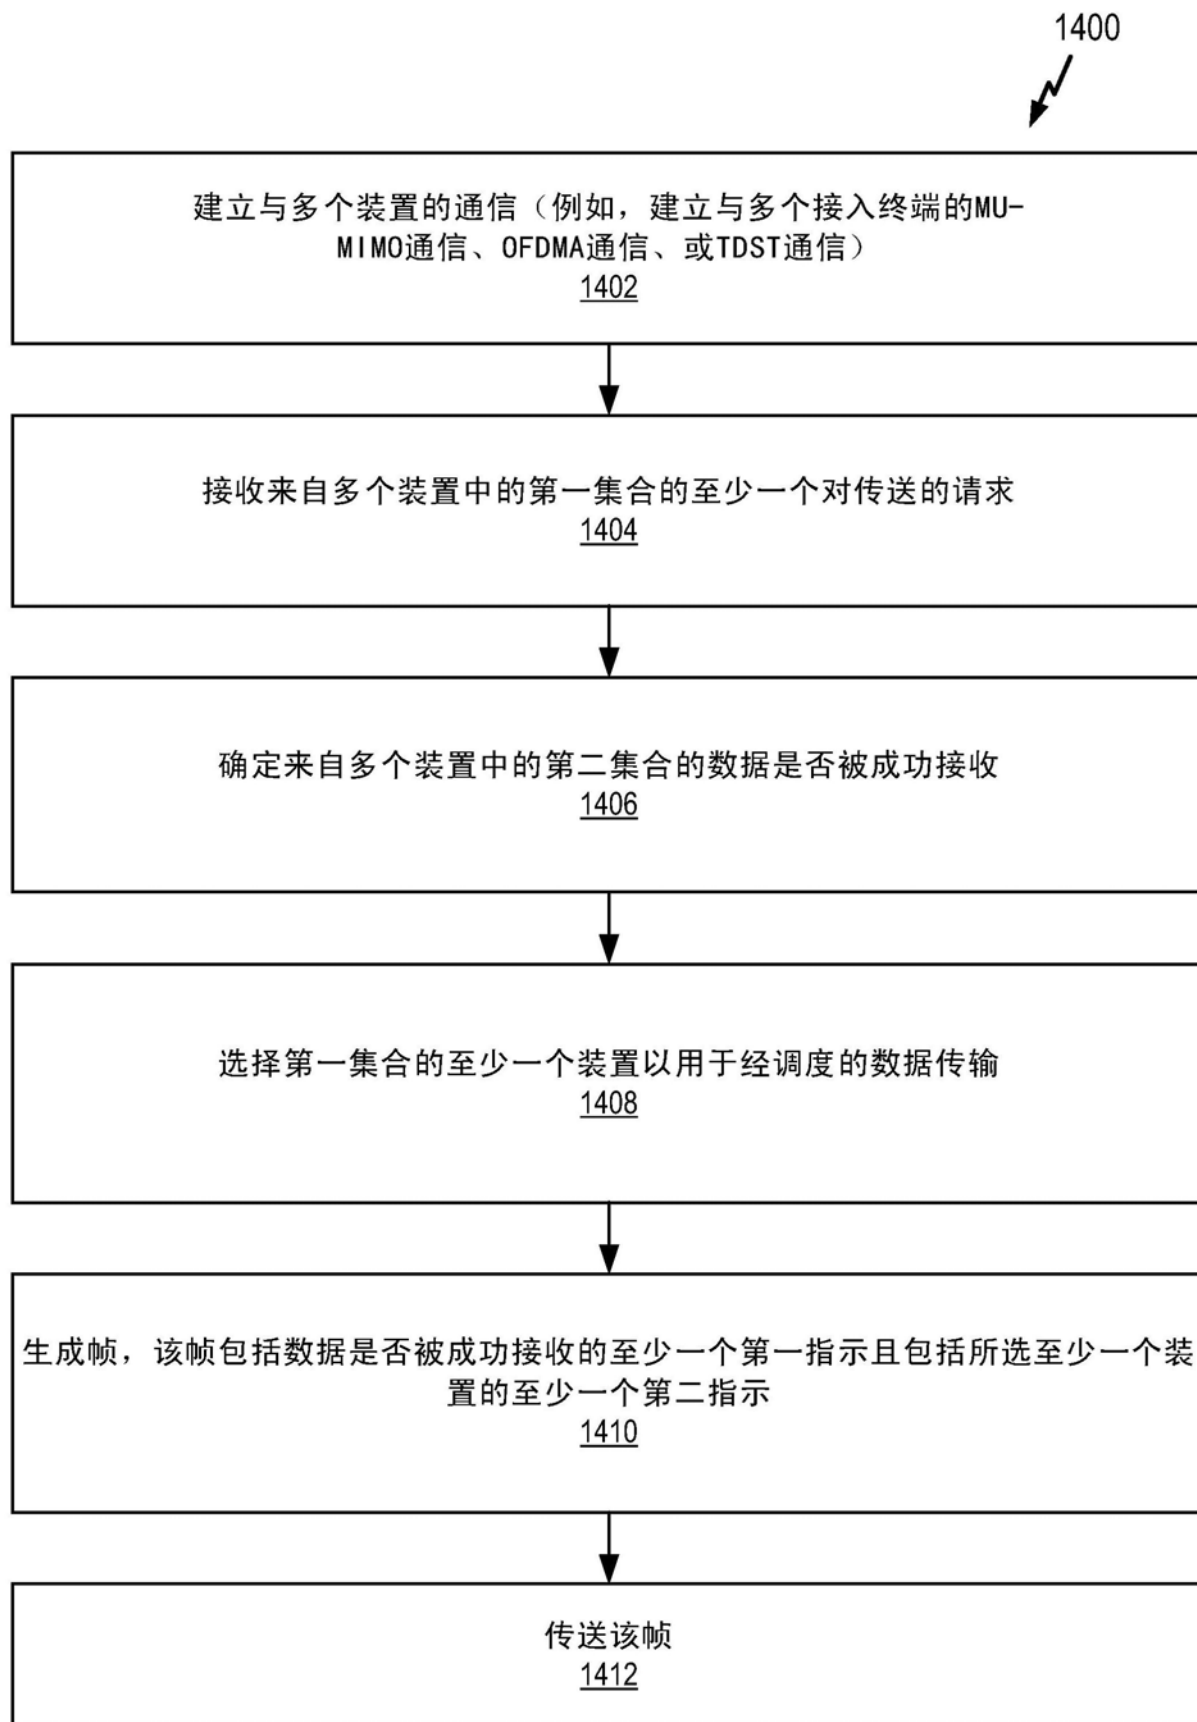 1400
建立与多个装置的通信（例如，建立与多个接入终端的MU-
MIMO通信、OFDMA通信、或TDST通信）
1402
接收来自多个装置中的第一集合的至少一个对传送的请求
1404
确定来自多个装置中的第二集合的数据是否被成功接收
1406
选择第一集合的至少一个装置以用于经调度的数据传输
1408
生成帧，该帧包括数据是否被成功接收的至少一个第一指示且包括所选至少一个装
置的至少一个第二指示
1410
传送该帧
1412